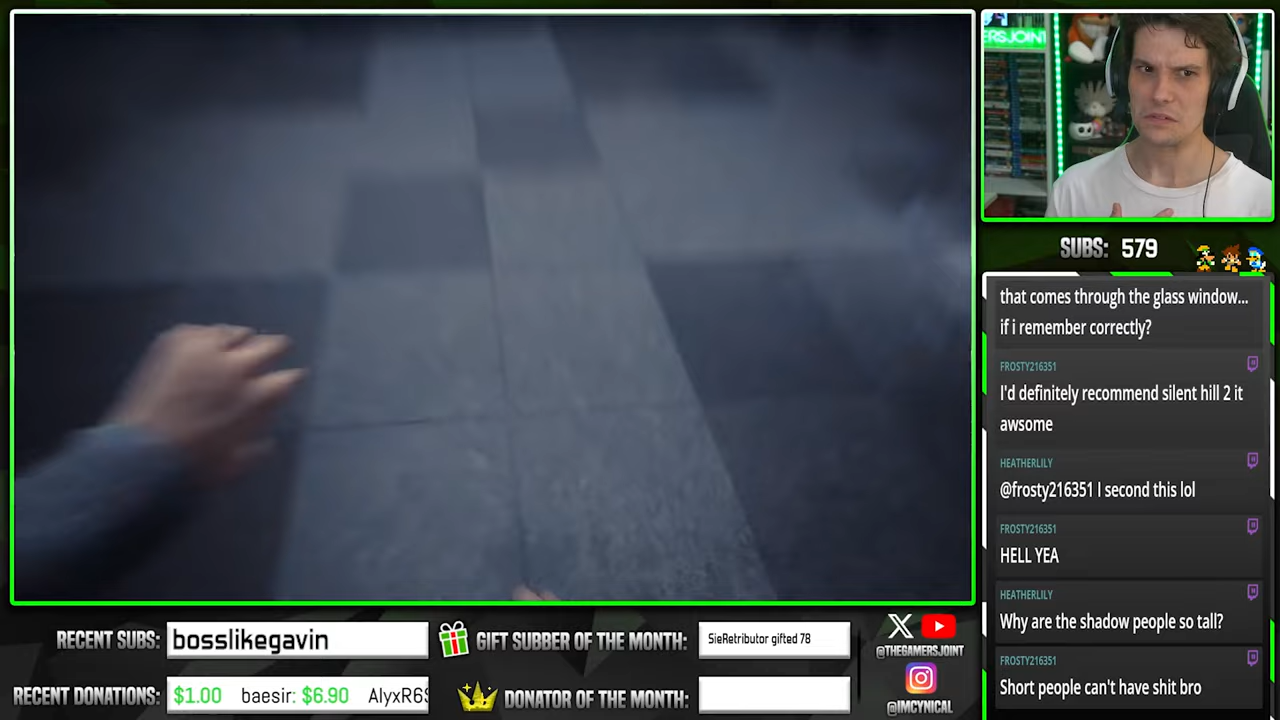 ERSJOINT
SUBS: 579
that comes through the glass window...
if i remember correctly?
FROSTY216351
I'd definitely recommend silent hill 2 it
awsome
HEATHERLILY
@frosty216351 I second this lol
FROSTY216351
HELL YEA
HEATHERLILY
Why are the shadow people so tall?
FROSTY216351
Short people can't have shit bro
RECENT SUBS: bosslikegavin
GIFT SUBBER OF THE MONTH: SieRetributor gifted 78
@THEGAMERSJOINT
RECENT DONATIONS: $1.00 baesir: $6.90 AlyxR6S
DONATOR OF THE MONTH:
@IMCYNICAL